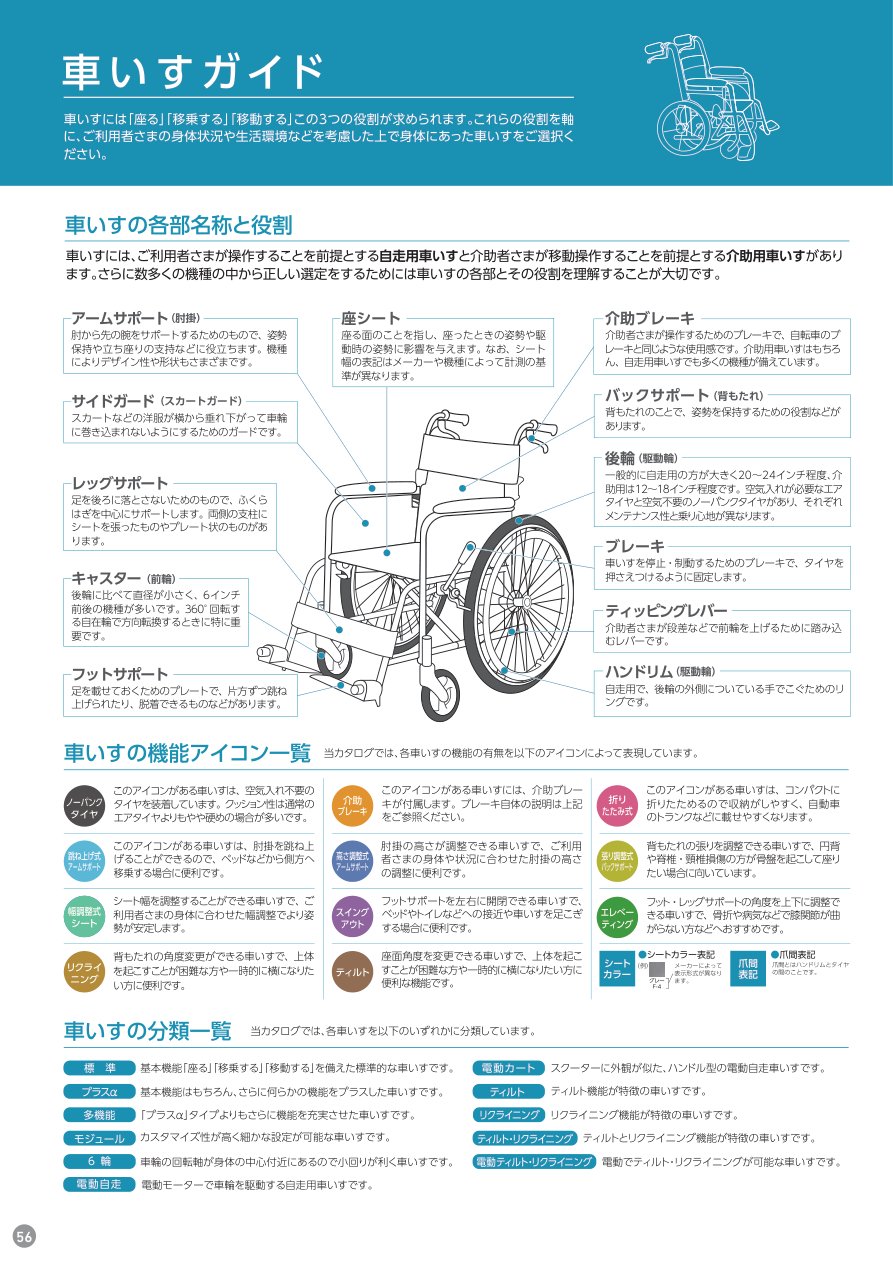 車いすガイド
車いすには「座る」「移乗する」「移動する」この3つの役割が求められます。これらの役割を軸
に、ご利用者さまの身体状況や生活環境などを考慮した上で身体にあった車いすをご選択く
ださい。
車いすの各部名称と役割
車いすには、ご利用者さまが操作することを前提とする自走用車いすと介助者さまが移動操作することを前提とする介助用車いすがあり
ます。さらに数多くの機種の中から正しい選定をするためには車いすの各部とその役割を理解することが大切です。
アームサポート（肘掛）
肘から先の腕をサポートするためのもので、姿勢
保持や立ち座りの支持などに役立ちます。機種
によりデザイン性や形状もさまざまです。
サイドガード（スカートガード）
スカートなどの洋服が横から垂れ下がって車輪
に巻き込まれないようにするためのガードです。
レッグサポート
足を後ろに落とさないためのもので、ふくら
はぎを中心にサポートします。両側の支柱に
シートを張ったものやプレート状のものがあ
ります。
キャスター（前輪）
後輪に比べて直径が小さく、6インチ
前後の機種が多いです。360°回転す
る自在輪で方向転換するときに特に重
要です。
フットサポート
足を載せておくためのプレートで、片方ずつ跳ね
上げられたり、脱着できるものなどがあります。
座シート
座る面のことを指し、座ったときの姿勢や駆
動時の姿勢に影響を与えます。なお、シート
幅の表記はメーカーや機種によって計測の基
準が異なります。
介助ブレーキ
介助者さまが操作するためのブレーキで、自転車のブ
レーキと同じような使用感です。介助用車いすはもちろ
ん、自走用車いすでも多くの機種が備えています。
バックサポート（背もたれ）
背もたれのことで、姿勢を保持するための役割などが
あります。
後輪（駆動輪）
一般的に自走用の方が大きく20～24インチ程度、介
助用は12～18インチ程度です。空気入れが必要なエア
タイヤと空気不要のノーパンクタイヤがあり、それぞれ
メンテナンス性と乗り心地が異なります。
ブレーキ
車いすを停止・制動するためのブレーキで、タイヤを
押さえつけるように固定します。
ティッピングレバー
介助者さまが段差などで前輪を上げるために踏み込
むレバーです。
ハンドリム（駆動輪）
自走用で、後輪の外側についている手でこぐためのリ
ングです。
車いすの機能アイコン一覧 当カタログでは、各車いすの機能の有無を以下のアイコンによって表現しています。
ノーパンク
タイヤ
このアイコンがある車いすは、空気入れ不要の
タイヤを装着しています。クッション性は通常の
エアタイヤよりもやや硬めの場合が多いです。
介助
ブレーキ
このアイコンがある車いすには、介助ブレー
キが付属します。ブレーキ自体の説明は上記
をご参照ください。
折り
たたみ式
このアイコンがある車いすは、コンパクトに
折りたためるので収納がしやすく、自動車
のトランクなどに載せやすくなります。
跳ね上げ式
アームサポート
このアイコンがある車いすは、肘掛を跳ね上
げることができるので、ベッドなどから側方へ
移乗する場合に便利です。
高さ調整式
アームサポート
肘掛の高さが調整できる車いすで、ご利用
者さまの身体や状況に合わせた肘掛の高さ
の調整に便利です。
張り調整式
バックサポート
背もたれの張りを調整できる車いすで、円背
や脊椎・頸椎損傷の方が骨盤を起こして座り
たい場合に向いています。
幅調整式
シート
シート幅を調整することができる車いすで、ご
利用者さまの身体に合わせた幅調整でより姿
勢が安定します。
スイング
アウト
フットサポートを左右に開閉できる車いすで、
ベッドやトイレなどへの接近や車いすを足こぎ
する場合に便利です。
エレベー
ティング
フット・レッグサポートの角度を上下に調整で
きる車いすで、骨折や病気などで膝関節が曲
がらない方などへおすすめです。
リクライ
ニング
背もたれの角度変更ができる車いすで、上体
を起こすことが困難な方や一時的に横になりた
い方に便利です。
ティルト
座面角度を変更できる車いすで、上体を起こ
すことが困難な方や一時的に横になりたい方に
便利な機能です。
シート
カラー
●シートカラー表記
(例)
グレー
F-4
メーカーによって
表示形式が異なり
ます。
爪間
表記
●爪間表記
爪間とはハンドリムとタイヤ
の間のことです。
車いすの分類一覧 当カタログでは、各車いすを以下のいずれかに分類しています。
標 準 基本機能「座る」「移乗する」「移動する」を備えた標準的な車いすです。
プラスα 基本機能はもちろん、さらに何らかの機能をプラスした車いすです。
多機能 「プラスα」タイプよりもさらに機能を充実させた車いすです。
モジュール カスタマイズ性が高く細かな設定が可能な車いすです。
6 輪 車輪の回転軸が身体の中心付近にあるので小回りが利く車いすです。
電動自走 電動モーターで車輪を駆動する自走用車いすです。
電動カート スクーターに外観が似た、ハンドル型の電動自走車いすです。
ティルト ティルト機能が特徴の車いすです。
リクライニング リクライニング機能が特徴の車いすです。
ティルト・リクライニング ティルトとリクライニング機能が特徴の車いすです。
電動ティルト・リクライニング 電動でティルト・リクライニングが可能な車いすです。
56